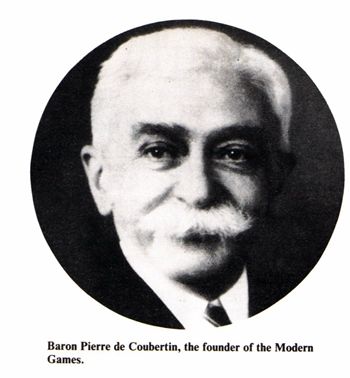 Baron Pierre de Coubertin, the founder of the Modern
Games.